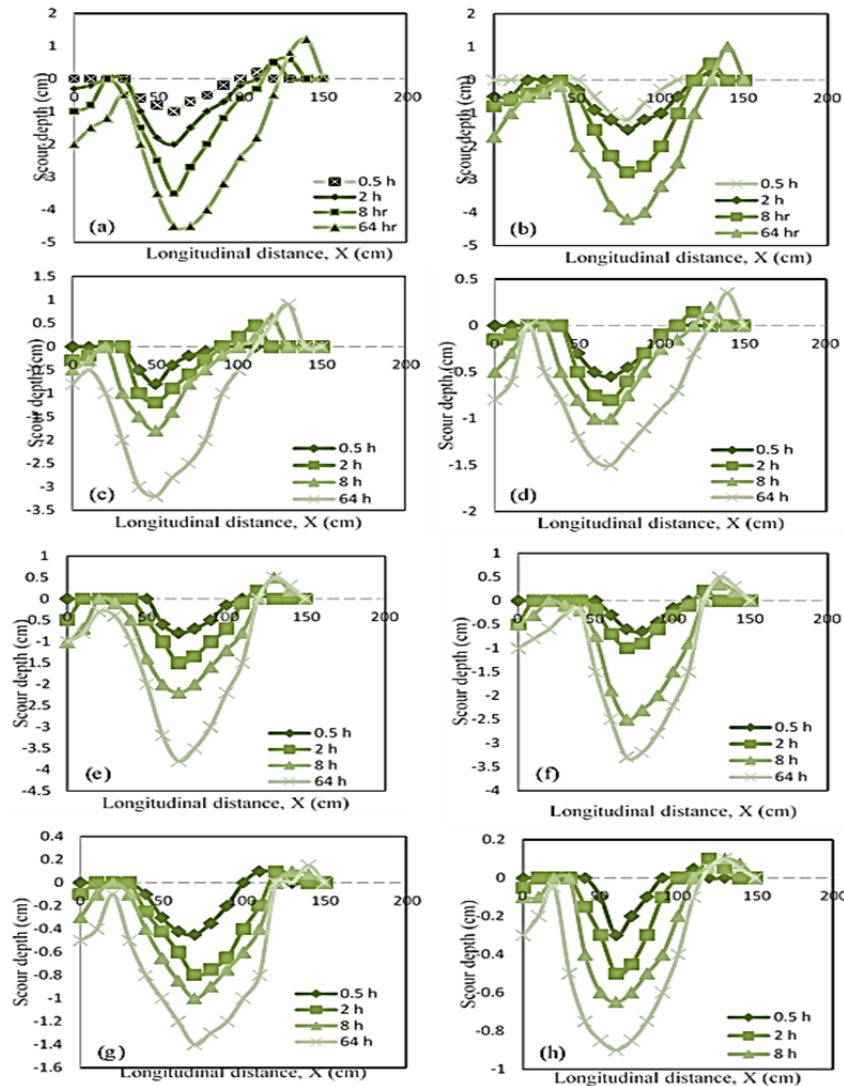 2
1
0
-1
-2
-3
-4
-5
0
50
100
150
200
Scour depth (cm)
0.5 h
2 h
8 hr
64 hr
(a)
Longitudinal distance, X (cm)
2
1
0
-1
-2
-3
-4
-5
0
50
100
150
200
Scour depth (cm)
0.5 h
2 h
8 hr
64 hr
(b)
Longitudinal distance, X (cm)
1.5
1
0.5
0
-0.5
-1
-1.5
-2
-2.5
-3
-3.5
0
50
100
150
200
Scour depth (cm)
0.5 h
2 h
8 h
64 h
(c)
Longitudinal distance, X (cm)
0.5
0
-0.5
-1
-1.5
-2
0
50
100
150
200
Scour depth, (cm)
0.5 h
2 h
8 h
64 h
(d)
Longitudinal distance, X (cm)
1
0.5
0
-0.5
-1
-1.5
-2
-2.5
-3
-3.5
-4
-4.5
0
50
100
150
200
Scour depth (cm)
0.5 h
2 h
8 h
64 h
(e)
Longitudinal distance, X (cm)
1
0.5
0
-0.5
-1
-1.5
-2
-2.5
-3
-3.5
-4
0
50
100
150
200
Scour depth (cm)
0.5 h
2 h
8 h
64 h
(f)
Longitudinal distance, X (cm)
0.4
0.2
0
-0.2
-0.4
-0.6
-0.8
-1
-1.2
-1.4
-1.6
0
50
100
150
200
Scour depth (cm)
0.5 h
2 h
8 h
64 h
(g)
Longitudinal distance, X (cm)
0.2
0
-0.2
-0.4
-0.6
-0.8
-1
0
50
100
150
200
Scour depth (cm)
0.5 h
2 h
8 h
(h)
Longitudinal distance, X (cm)